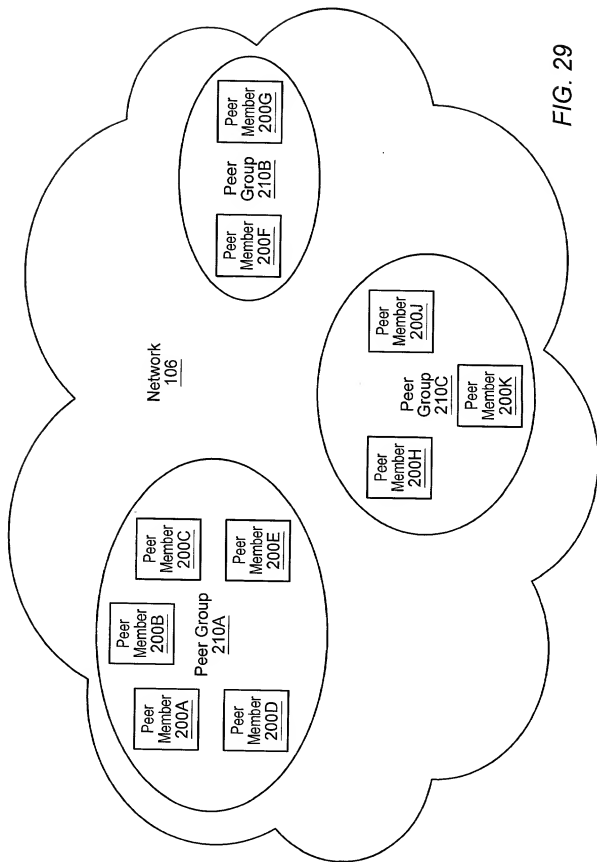 Peer
Member
200A
Peer
Member
200B
Peer
Member
200C
Peer
Member
200D
Peer
Member
200E
Peer Group
210A
Network
106
Peer
Member
200F
Peer
Group
210B
Peer
Member
200G
Peer
Member
200H
Peer
Group
210C
Peer
Member
200J
Peer
Member
200K
FIG. 29